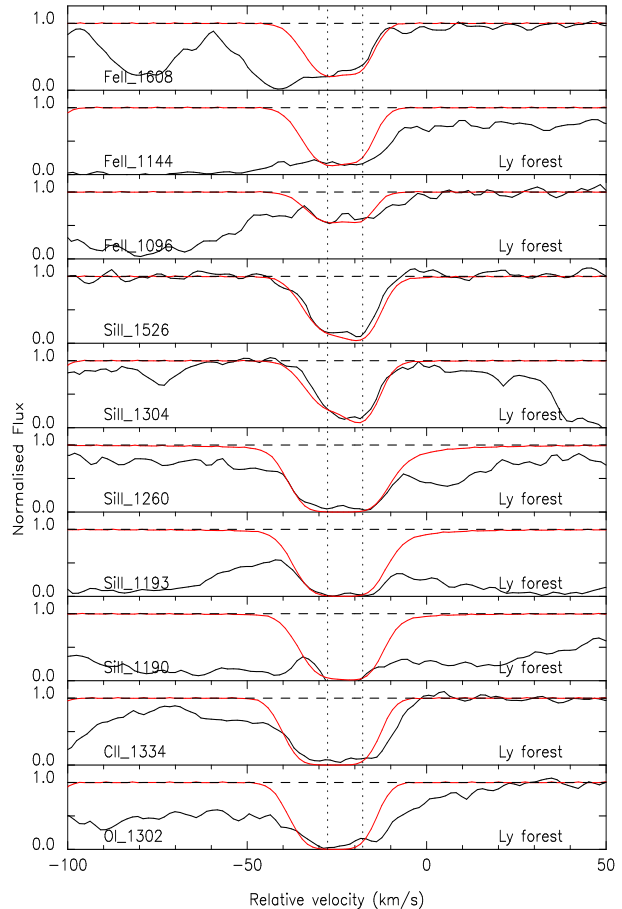 1.0
0.0
FeII_1608
1.0
0.0
FeII_1144 Ly forest
1.0
0.0
FeII_1096 Ly forest
1.0
0.0
SiII_1526
1.0
0.0
SiII_1304 Ly forest
1.0
0.0
SiII_1260 Ly forest
1.0
0.0
SiII_1193 Ly forest
1.0
0.0
SiII_1190 Ly forest
1.0
0.0
CII_1334 Ly forest
1.0
0.0
OI_1302 Ly forest
Normalised Flux
-100 -50 0 50
Relative velocity (km/s)